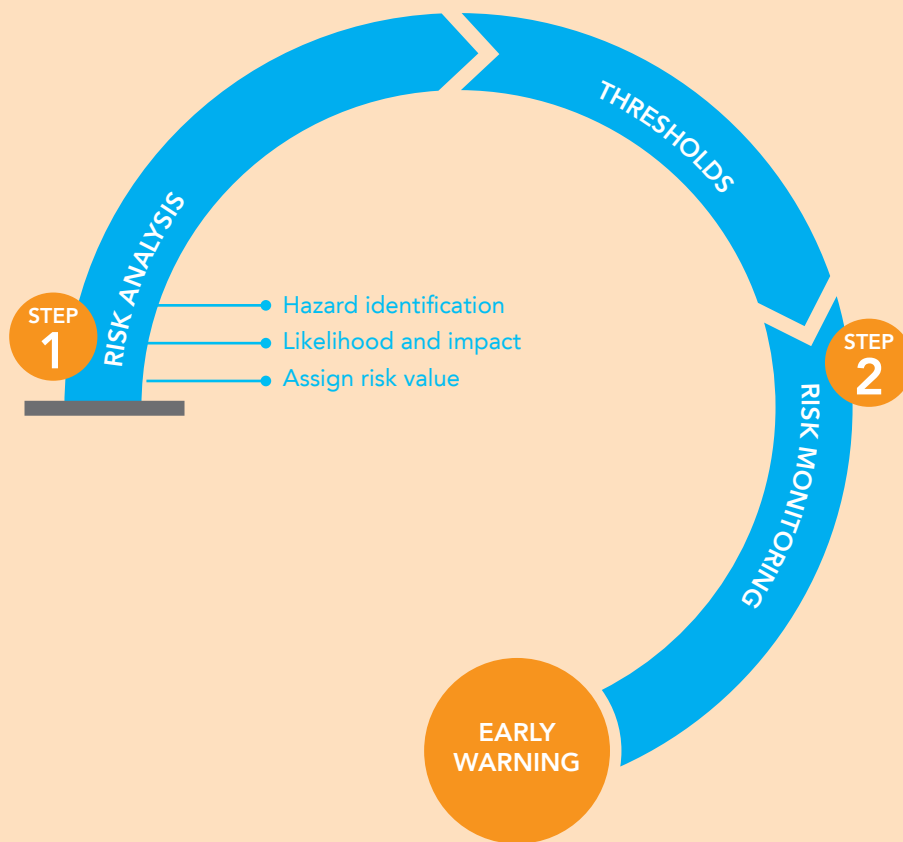 STEP
1
RISK ANALYSIS
Hazard identification
Likelihood and impact
Assign risk value
THRESHOLDS
STEP
2
RISK MONITORING
EARLY
WARNING